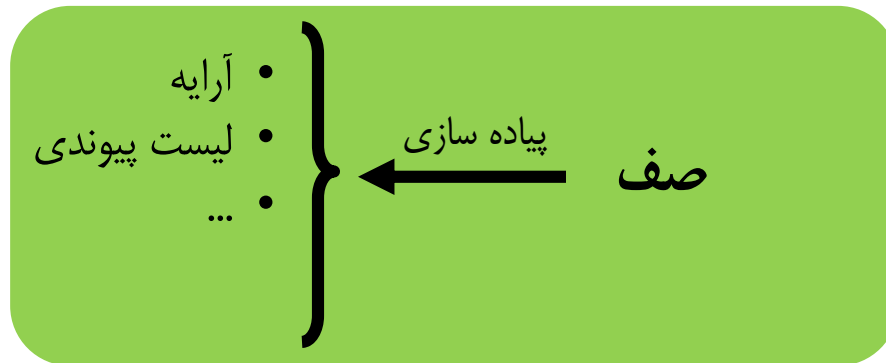 صف
پیاده سازی
• آرایه
• لیست پیوندی
• ...